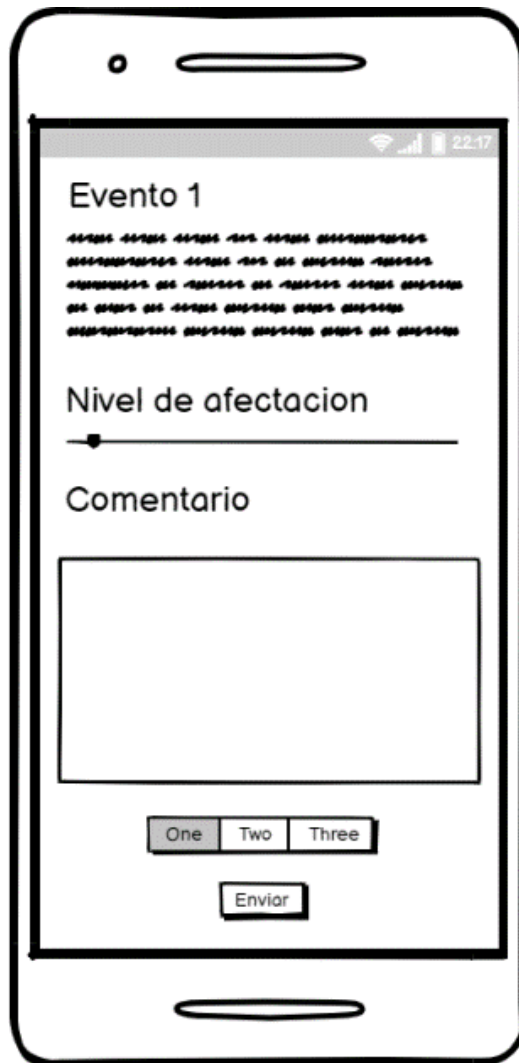 22:17
Evento 1
Nivel de afectacion
Comentario
One Two Three
Enviar